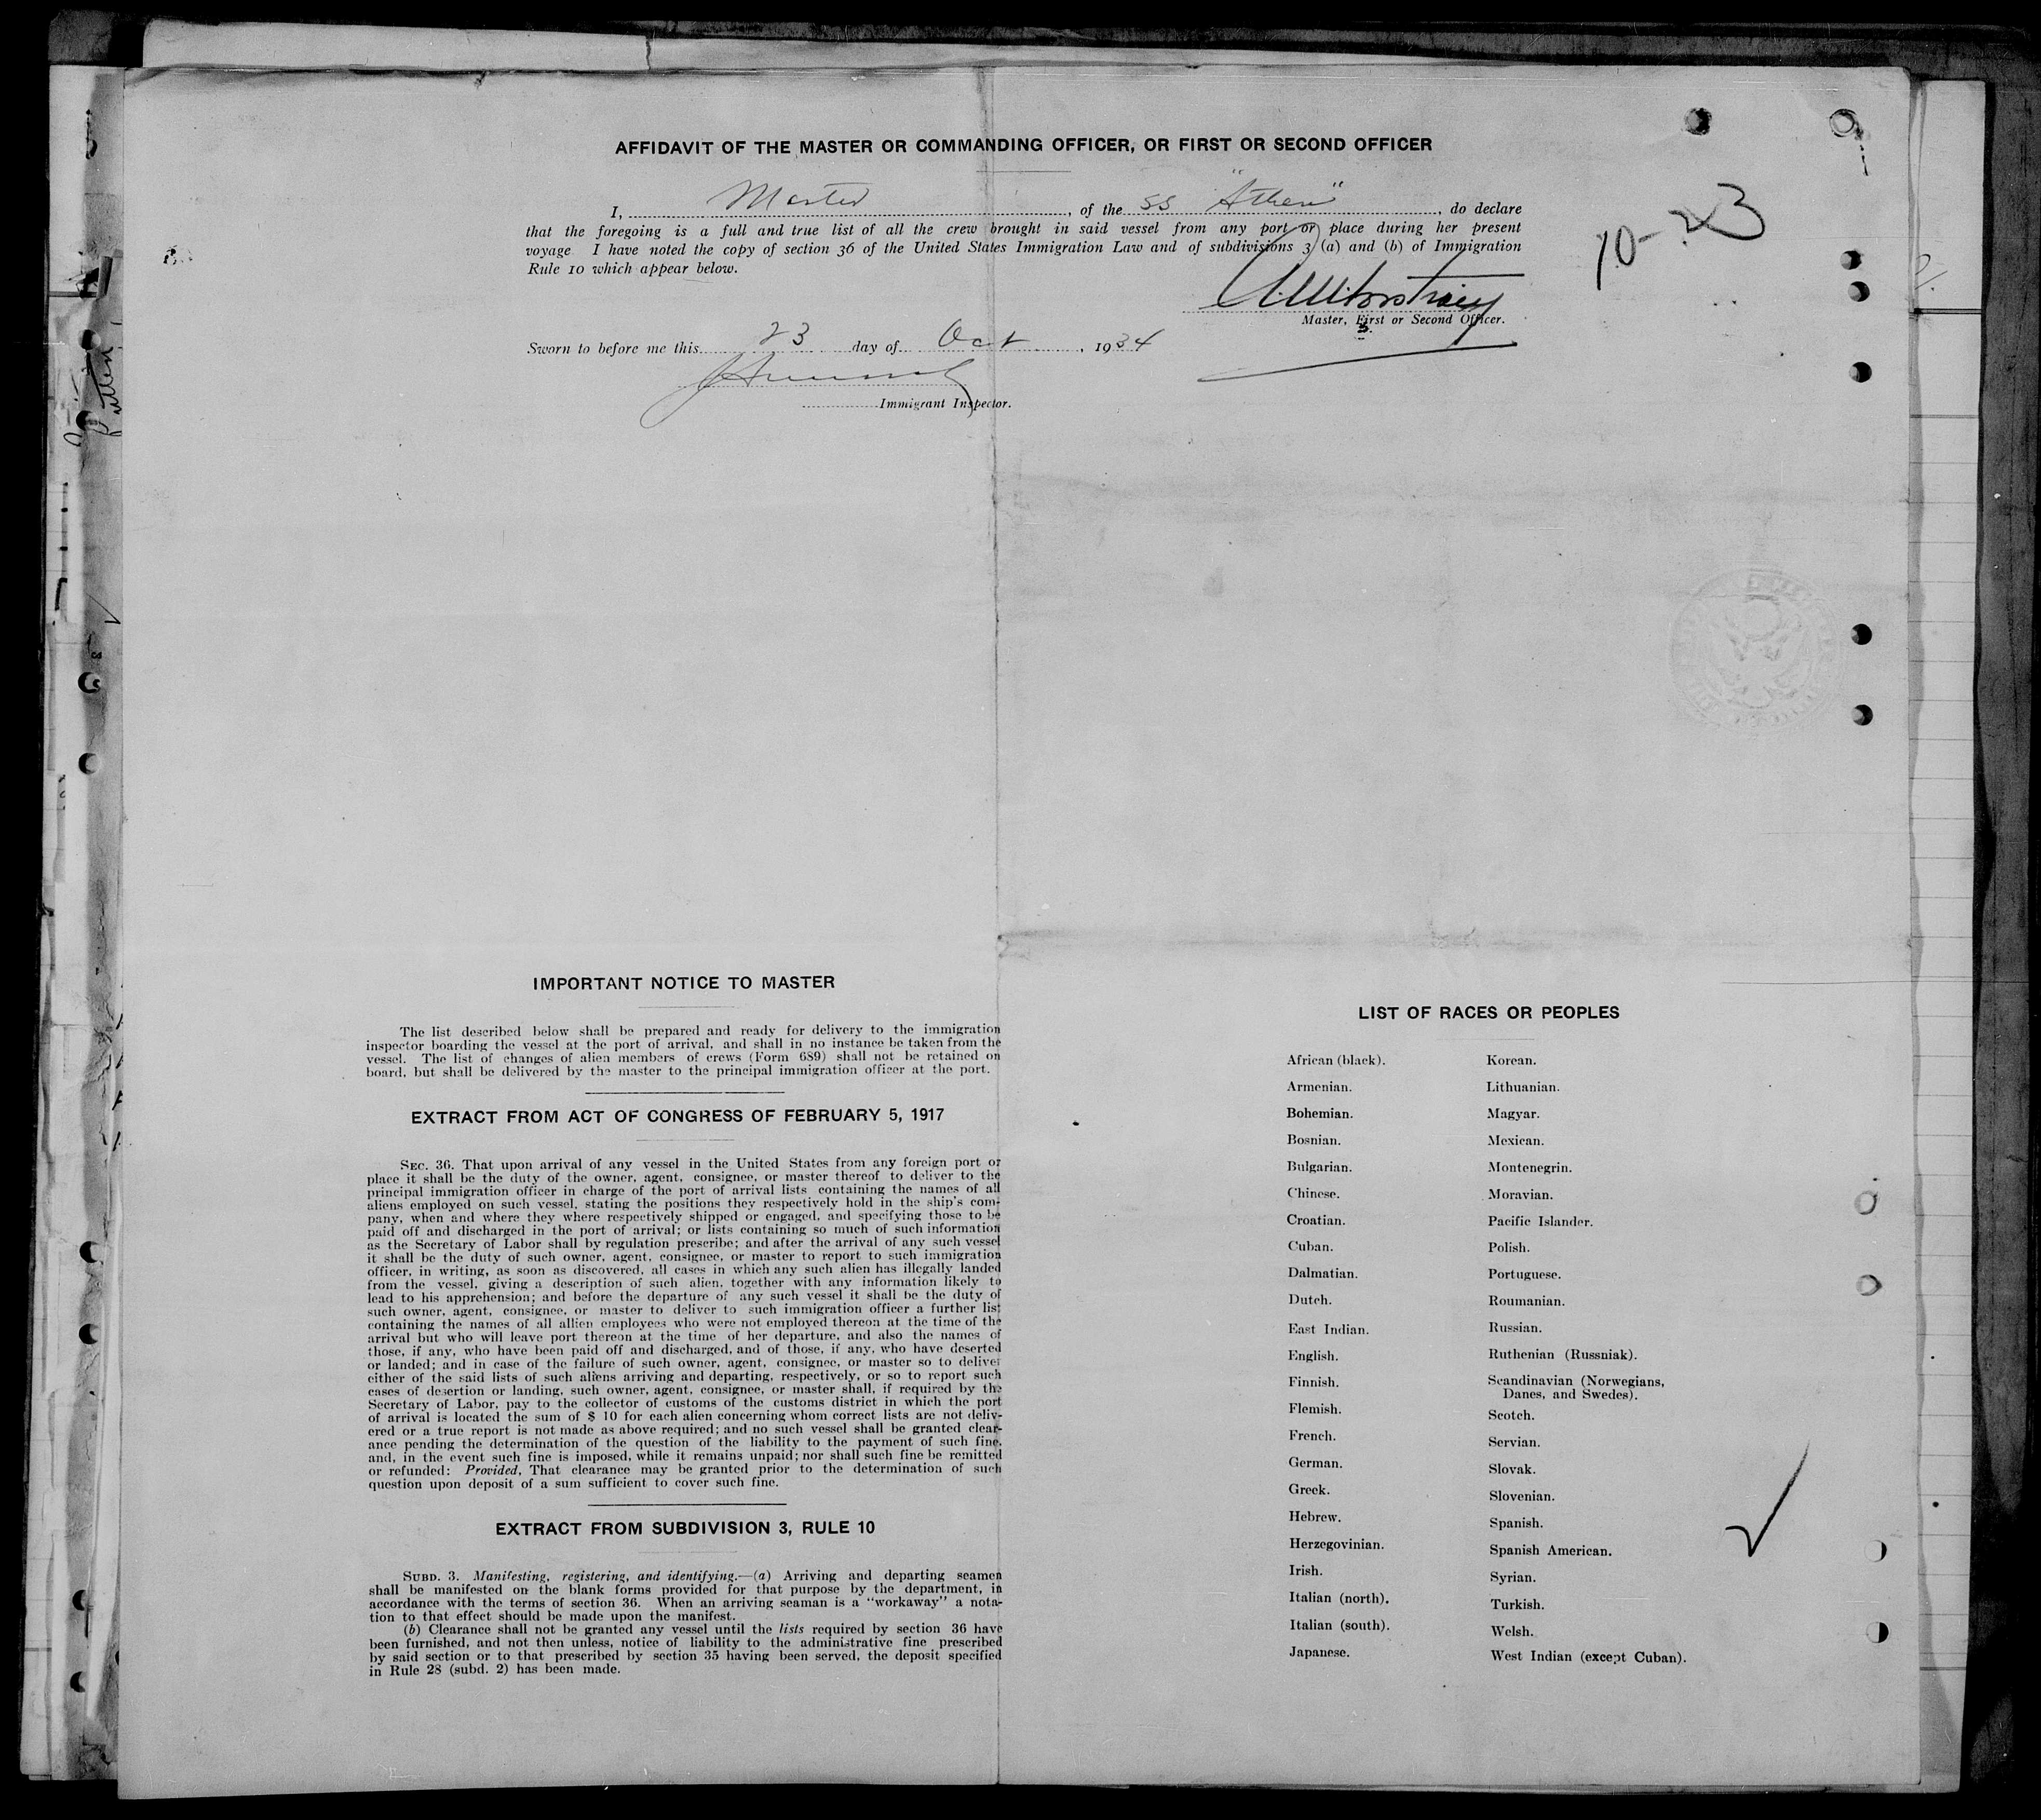 AFFIDAVIT OF THE MASTER OR COMMANDING OFFICER, OR FIRST OR SECOND OFFICER
I, Master, of the SS "Athen", do declare
that the foregoing is a full and true list of all the crew brought in said vessel from any port or place during her present
voyage. I have noted the copy of section 36 of the United States Immigration Law and of subdivisions 3 (a) and (b) of Immigration
Rule 10 which appear below.
10-23
Master, First or Second Officer.
Sworn to before me this 23 day of Oct, 1934
Immigrant Inspector.
IMPORTANT NOTICE TO MASTER
The list described below shall be prepared and ready for delivery to the immigration
inspector boarding the vessel at the port of arrival, and shall in no instance be taken from the
vessel. The list of changes of alien members of crews (Form 689) shall not be retained on
board, but shall be delivered by the master to the principal immigration officer at the port.
EXTRACT FROM ACT OF CONGRESS OF FEBRUARY 5, 1917
SEC. 36. That upon arrival of any vessel in the United States from any foreign port or
place it shall be the duty of the owner, agent, consignee, or master thereof to deliver to the
principal immigration officer in charge of the port of arrival lists containing the names of all
aliens employed on such vessel, stating the positions they respectively hold in the ship's com-
pany, when and where they where respectively shipped or engaged, and specifying those to be
paid off and discharged in the port of arrival; or lists containing so much of such information
as the Secretary of Labor shall by regulation prescribe; and after the arrival of any such vessel
it shall be the duty of such owner, agent, consignee, or master to report to such immigration
officer, in writing, as soon as discovered, all cases in which any such alien has illegally landed
from the vessel, giving a description of such alien, together with any information likely to
lead to his apprehension; and before the departure of any such vessel it shall be the duty of
such owner, agent, consignee, or master to deliver to such immigration officer a further list
containing the names of all allien employees who were not employed thereon at the time of the
arrival but who will leave port thereon at the time of her departure, and also the names of
those, if any, who have been paid off and discharged, and of those, if any, who have deserted
or landed; and in case of the failure of such owner, agent, consignee, or master so to deliver
either of the said lists of such aliens arriving and departing, respectively, or so to report such
cases of desertion or landing, such owner, agent, consignee, or master shall, if required by the
Secretary of Labor, pay to the collector of customs of the customs district in which the port
of arrival is located the sum of $ 10 for each alien concerning whom correct lists are not deliv-
ered or a true report is not made as above required; and no such vessel shall be granted clear-
ance pending the determination of the question of the liability to the payment of such fine,
and, in the event such fine is imposed, while it remains unpaid; nor shall such fine be remitted
or refunded: Provided, That clearance may be granted prior to the determination of such
question upon deposit of a sum sufficient to cover such fine.
EXTRACT FROM SUBDIVISION 3, RULE 10
SUBD. 3. Manifesting, registering, and identifying.—(a) Arriving and departing seamen
shall be manifested on the blank forms provided for that purpose by the department, in
accordance with the terms of section 36. When an arriving seaman is a "workaway" a nota-
tion to that effect should be made upon the manifest.
(b) Clearance shall not be granted any vessel until the lists required by section 36 have
been furnished, and not then unless, notice of liability to the administrative fine prescribed
by said section or to that prescribed by section 35 having been served, the deposit specified
in Rule 28 (subd. 2) has been made.
LIST OF RACES OR PEOPLES
African (black).
Armenian.
Bohemian.
Bosnian.
Bulgarian.
Chinese.
Croatian.
Cuban.
Dalmatian.
Dutch.
East Indian.
English.
Finnish.
Flemish.
French.
German.
Greek.
Hebrew.
Herzegovinian.
Irish.
Italian (north).
Italian (south).
Japanese.
Korean.
Lithuanian.
Magyar.
Mexican.
Montenegrin.
Moravian.
Pacific Islander.
Polish.
Portuguese.
Roumanian.
Russian.
Ruthenian (Russniak).
Scandinavian (Norwegians,
Danes, and Swedes).
Scotch.
Servian.
Slovak.
Slovenian.
Spanish.
Spanish American.
Syrian.
Turkish.
Welsh.
West Indian (except Cuban).